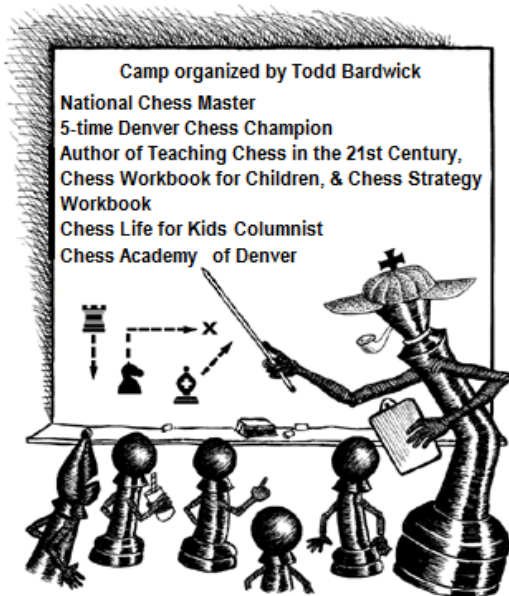 Camp organized by Todd Bardwick
National Chess Master
5-time Denver Chess Champion
Author of Teaching Chess in the 21st Century,
Chess Workbook for Children, & Chess Strategy
Workbook
Chess Life for Kids Columnist
Chess Academy of Denver
x